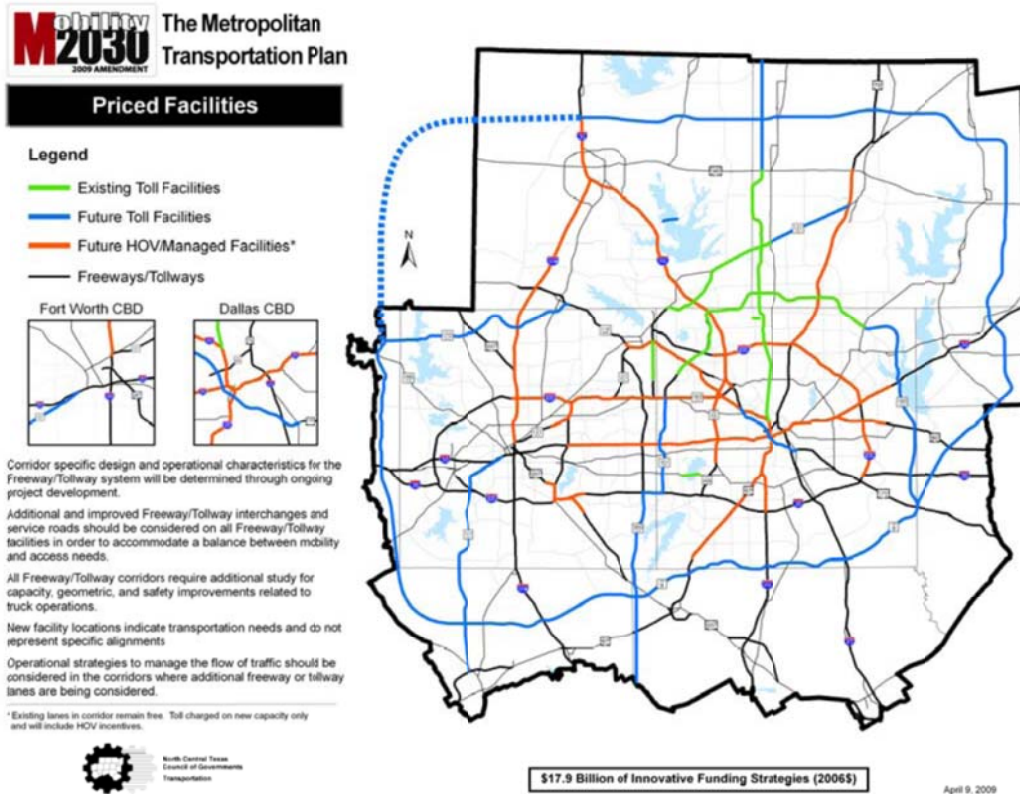 Mobility
M2030
2009 AMENDMENT
The Metropolitan
Transportation Plan
Priced Facilities
Legend
Existing Toll Facilities
Future Toll Facilities
Future HOV/Managed Facilities*
Freeways/Tollways
Fort Worth CBD
Dallas CBD
N
Corridor specific design and operational characteristics for the
Freeway/Tollway system will be determined through ongoing
project development.
Additional and improved Freeway/Tollway interchanges and
service roads should be considered on all Freeway/Tollway
facilities in order to accommodate a balance between mobility
and access needs.
All Freeway/Tollway corridors require additional study for
capacity, geometric, and safety improvements related to
truck operations.
New facility locations indicate transportation needs and do not
represent specific alignments
Operational strategies to manage the flow of traffic should be
considered in the corridors where additional freeway or tollway
lanes are being considered.
*Existing lanes in corridor remain free. Toll charged on new capacity only
and will include HOV incentives.
North Central Texas
Council of Governments
Transportation
$17.9 Billion of Innovative Funding Strategies (2006$)
April 9, 2009